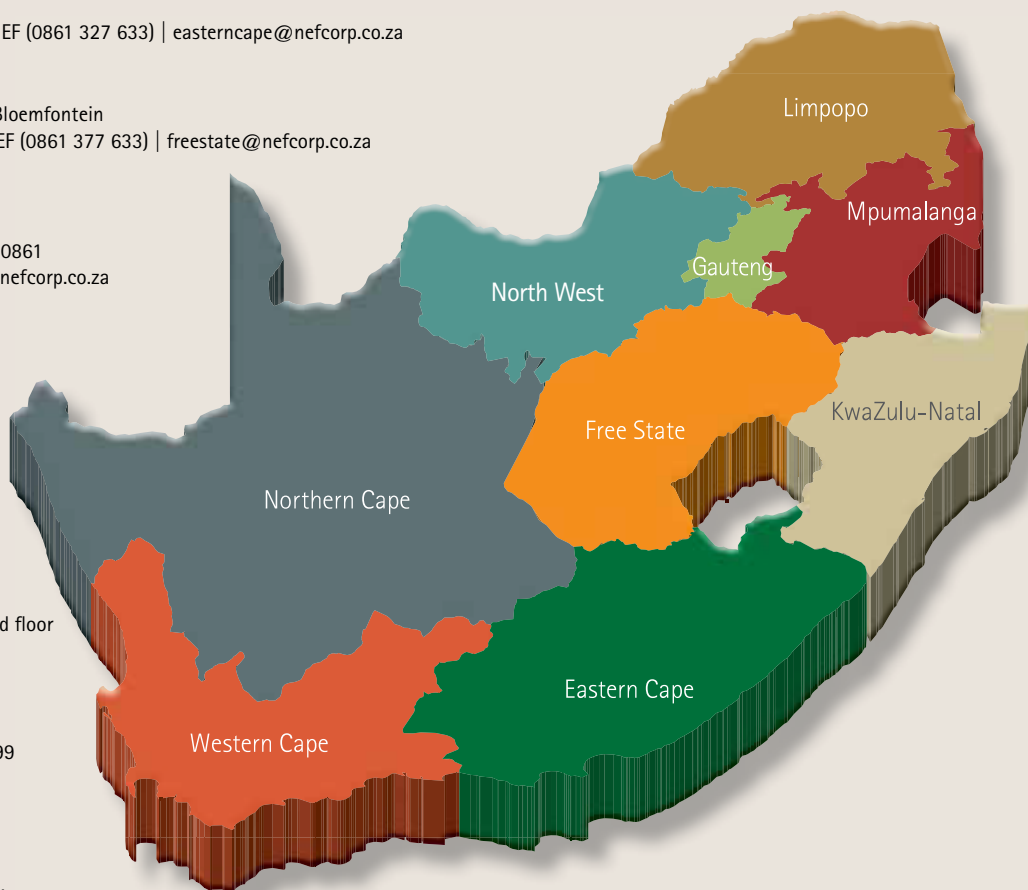 EF (0861 327 633) | easterncape@nefcorp.co.za
Bloemfontein
EF (0861 377 633) | freestate@nefcorp.co.za
0861
nefcorp.co.za
d floor
99
Limpopo
Mpumalanga
Gauteng
North West
KwaZulu-Natal
Free State
Northern Cape
Eastern Cape
Western Cape